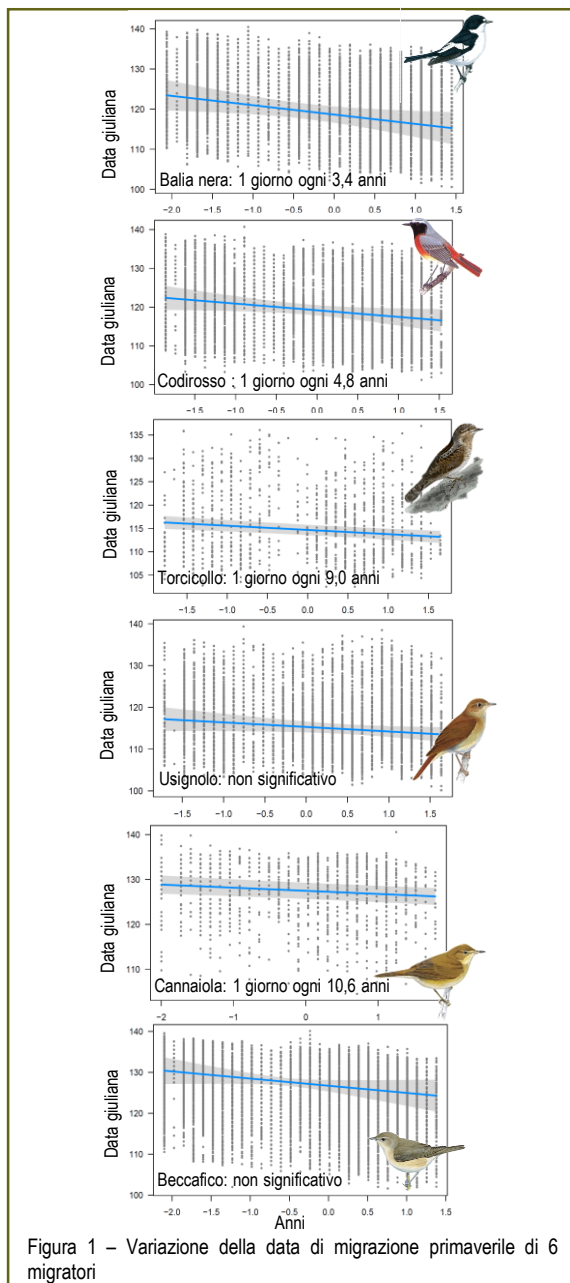 140
130
120
110
100
Data giuliana
Balia nera: 1 giorno ogni 3,4 anni
-2.0 -1.5 -1.0 -0.5 0.0 0.5 1.0 1.5
140
130
120
110
100
Data giuliana
Codirosso : 1 giorno ogni 4,8 anni
-1.5 -1.0 -0.5 0.0 0.5 1.0 1.5
135
130
125
120
115
110
105
Data giuliana
Torcicollo: 1 giorno ogni 9,0 anni
-1.5 -1.0 -0.5 0.0 0.5 1.0 1.5
140
130
120
110
100
Data giuliana
Usignolo: non significativo
-1.5 -1.0 -0.5 0.0 0.5 1.0 1.5
140
130
120
110
Data giuliana
Cannaiola: 1 giorno ogni 10,6 anni
-2 -1 0 1
140
130
120
110
100
Data giuliana
Beccafico: non significativo
-2.0 -1.5 -1.0 -0.5 0.0 0.5 1.0
Anni
Figura 1 – Variazione della data di migrazione primaverile di 6
migratori